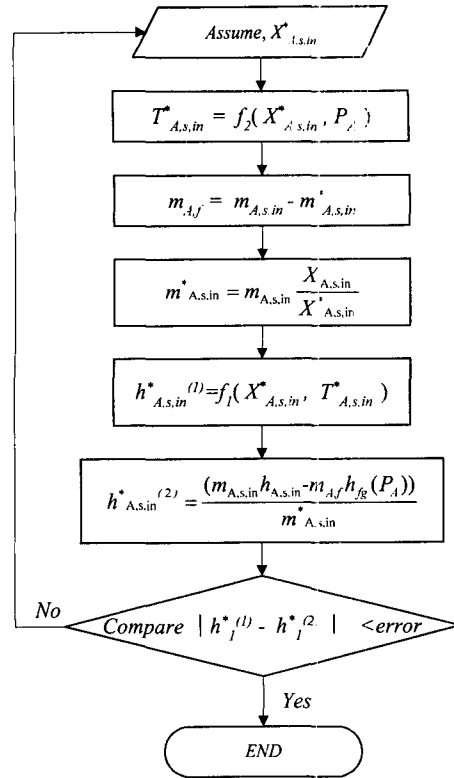 Assume, X*A,s,in
T*A,s,in = f2( X*A,s,in , PA )
mA,f = mA,s,in - m*A,s,in
m*A,s,in = mA,s,in XA,s,in / X*A,s,in
h*A,s,in(1)=f1( X*A,s,in, T*A,s,in )
h*A,s,in(2) = (mA,s,in hA,s,in-mA,f hfg(PA)) / m*A,s,in
No
Compare | h*1(1) - h*1(2. | <error
Yes
END